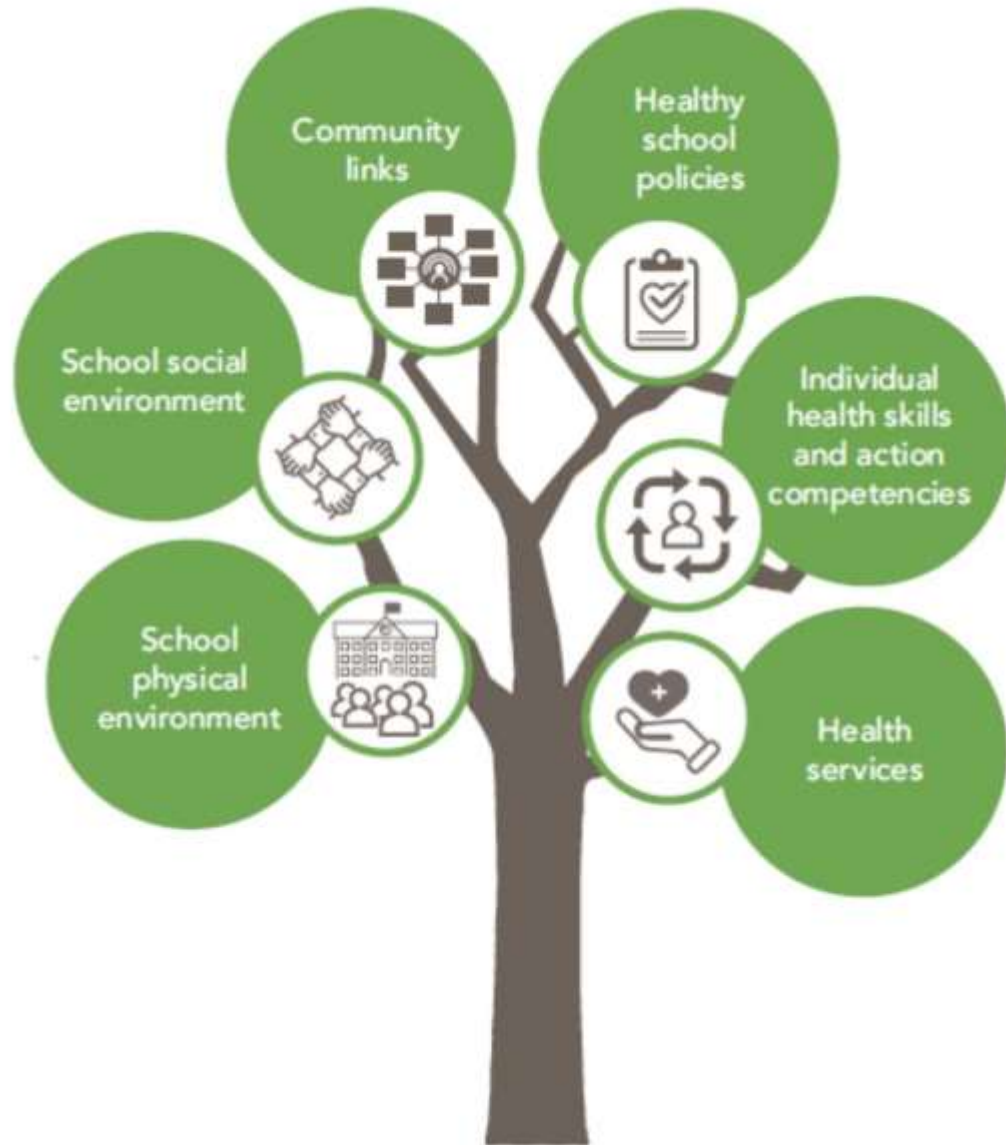 Community
links
Healthy
school
policies
School social
environment
Individual
health skills
and action
competencies
School
physical
environment
Health
services